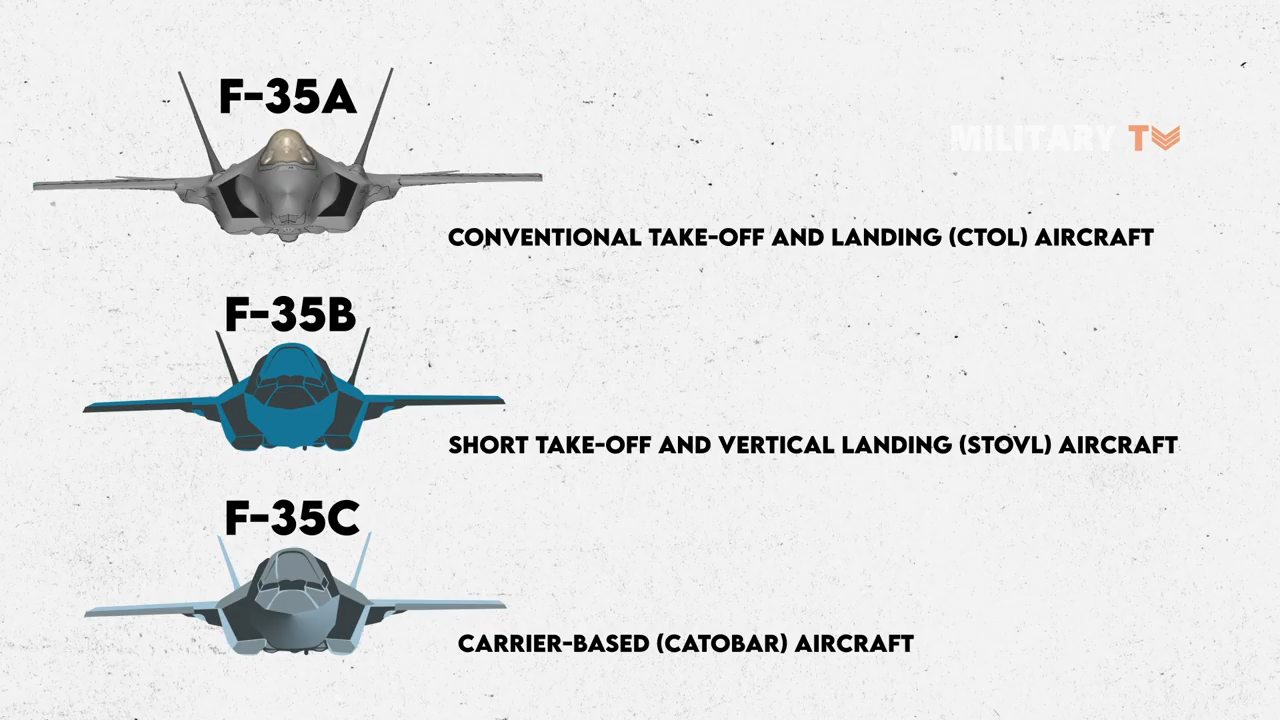 F-35A
MILITARY TV
CONVENTIONAL TAKE-OFF AND LANDING (CTOL) AIRCRAFT
F-35B
SHORT TAKE-OFF AND VERTICAL LANDING (STOVL) AIRCRAFT
F-35C
CARRIER-BASED (CATOBAR) AIRCRAFT